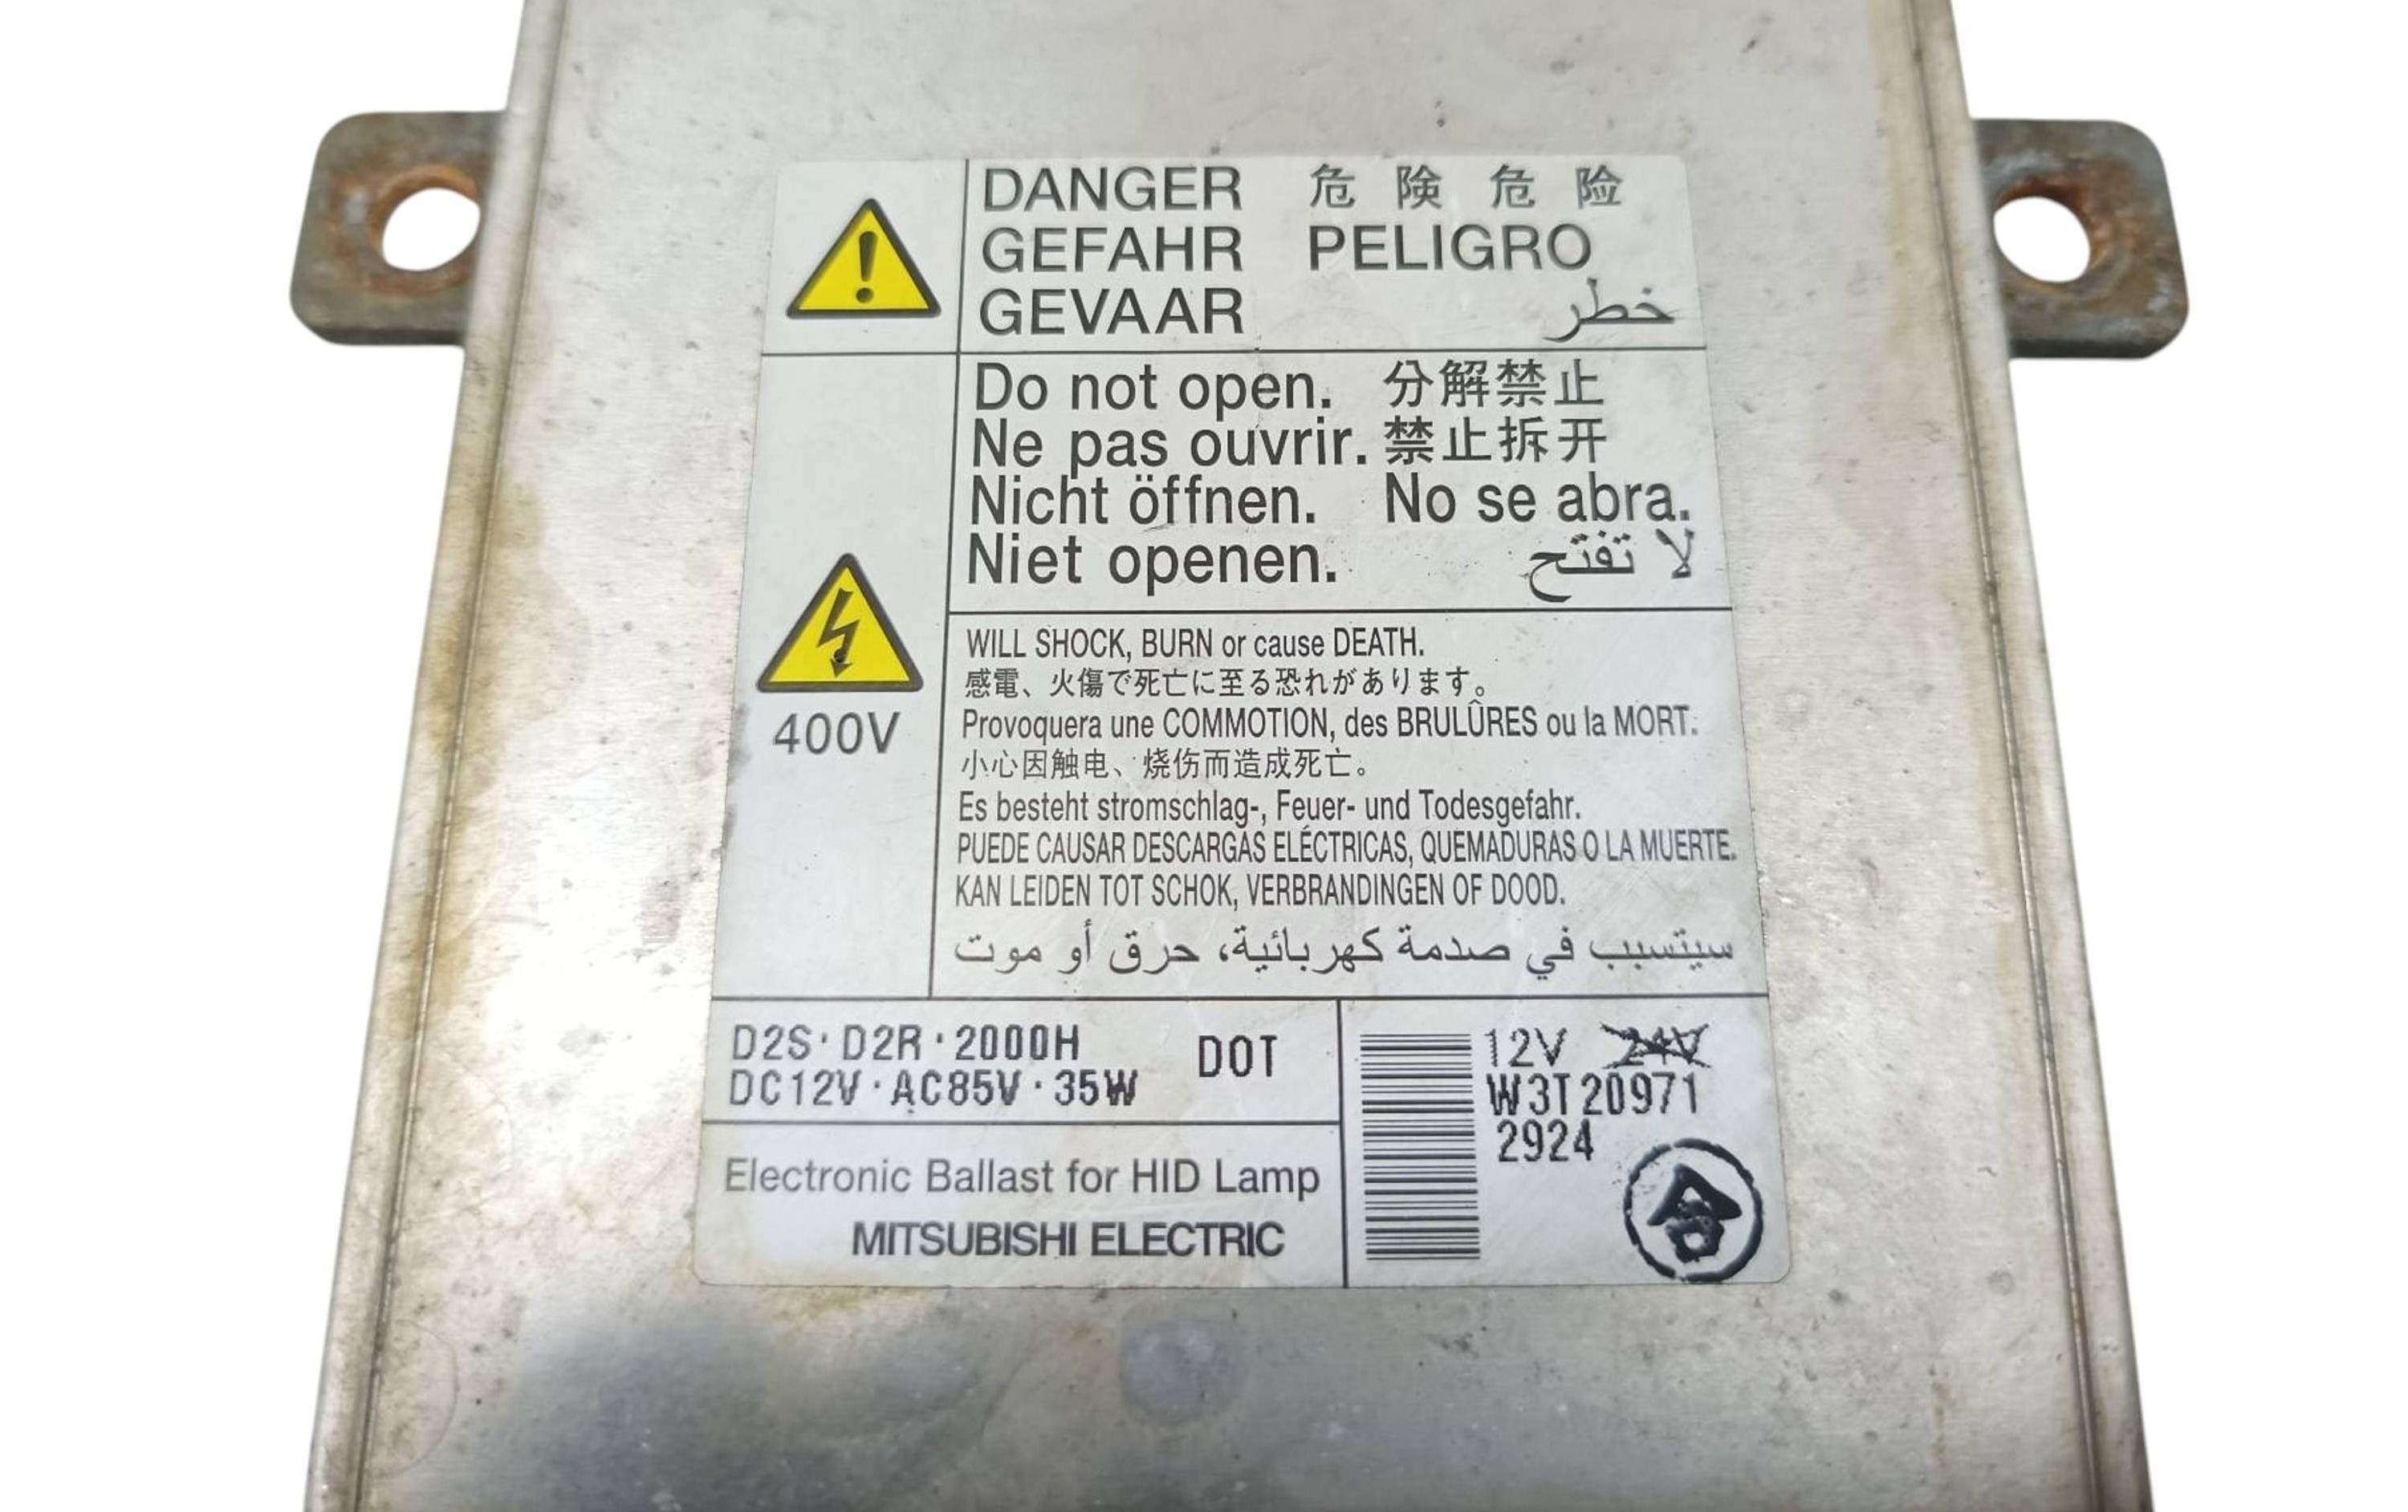 DANGER 危険 危险
GEFAHR PELIGRO
GEVAAR خطر
Do not open. 分解禁止
Ne pas ouvrir. 禁止拆开
Nicht öffnen. No se abra.
Niet openen. لا تفتح
WILL SHOCK, BURN or cause DEATH.
感電、火傷で死亡に至る恐れがあります。
Provoquera une COMMOTION, des BRULÛRES ou la MORT.
小心因触电、烧伤而造成死亡。
Es besteht stromschlag-, Feuer- und Todesgefahr.
PUEDE CAUSAR DESCARGAS ELÉCTRICAS, QUEMADURAS O LA MUERTE.
KAN LEIDEN TOT SCHOK, VERBRANDINGEN OF DOOD.
سيتسبب في صدمة كهربائية، حرق أو موت
400V
D2S·D2R·2000H DOT
DC12V·AC85V·35W
Electronic Ballast for HID Lamp
MITSUBISHI ELECTRIC
12V 24V
W3T20971
2924
合